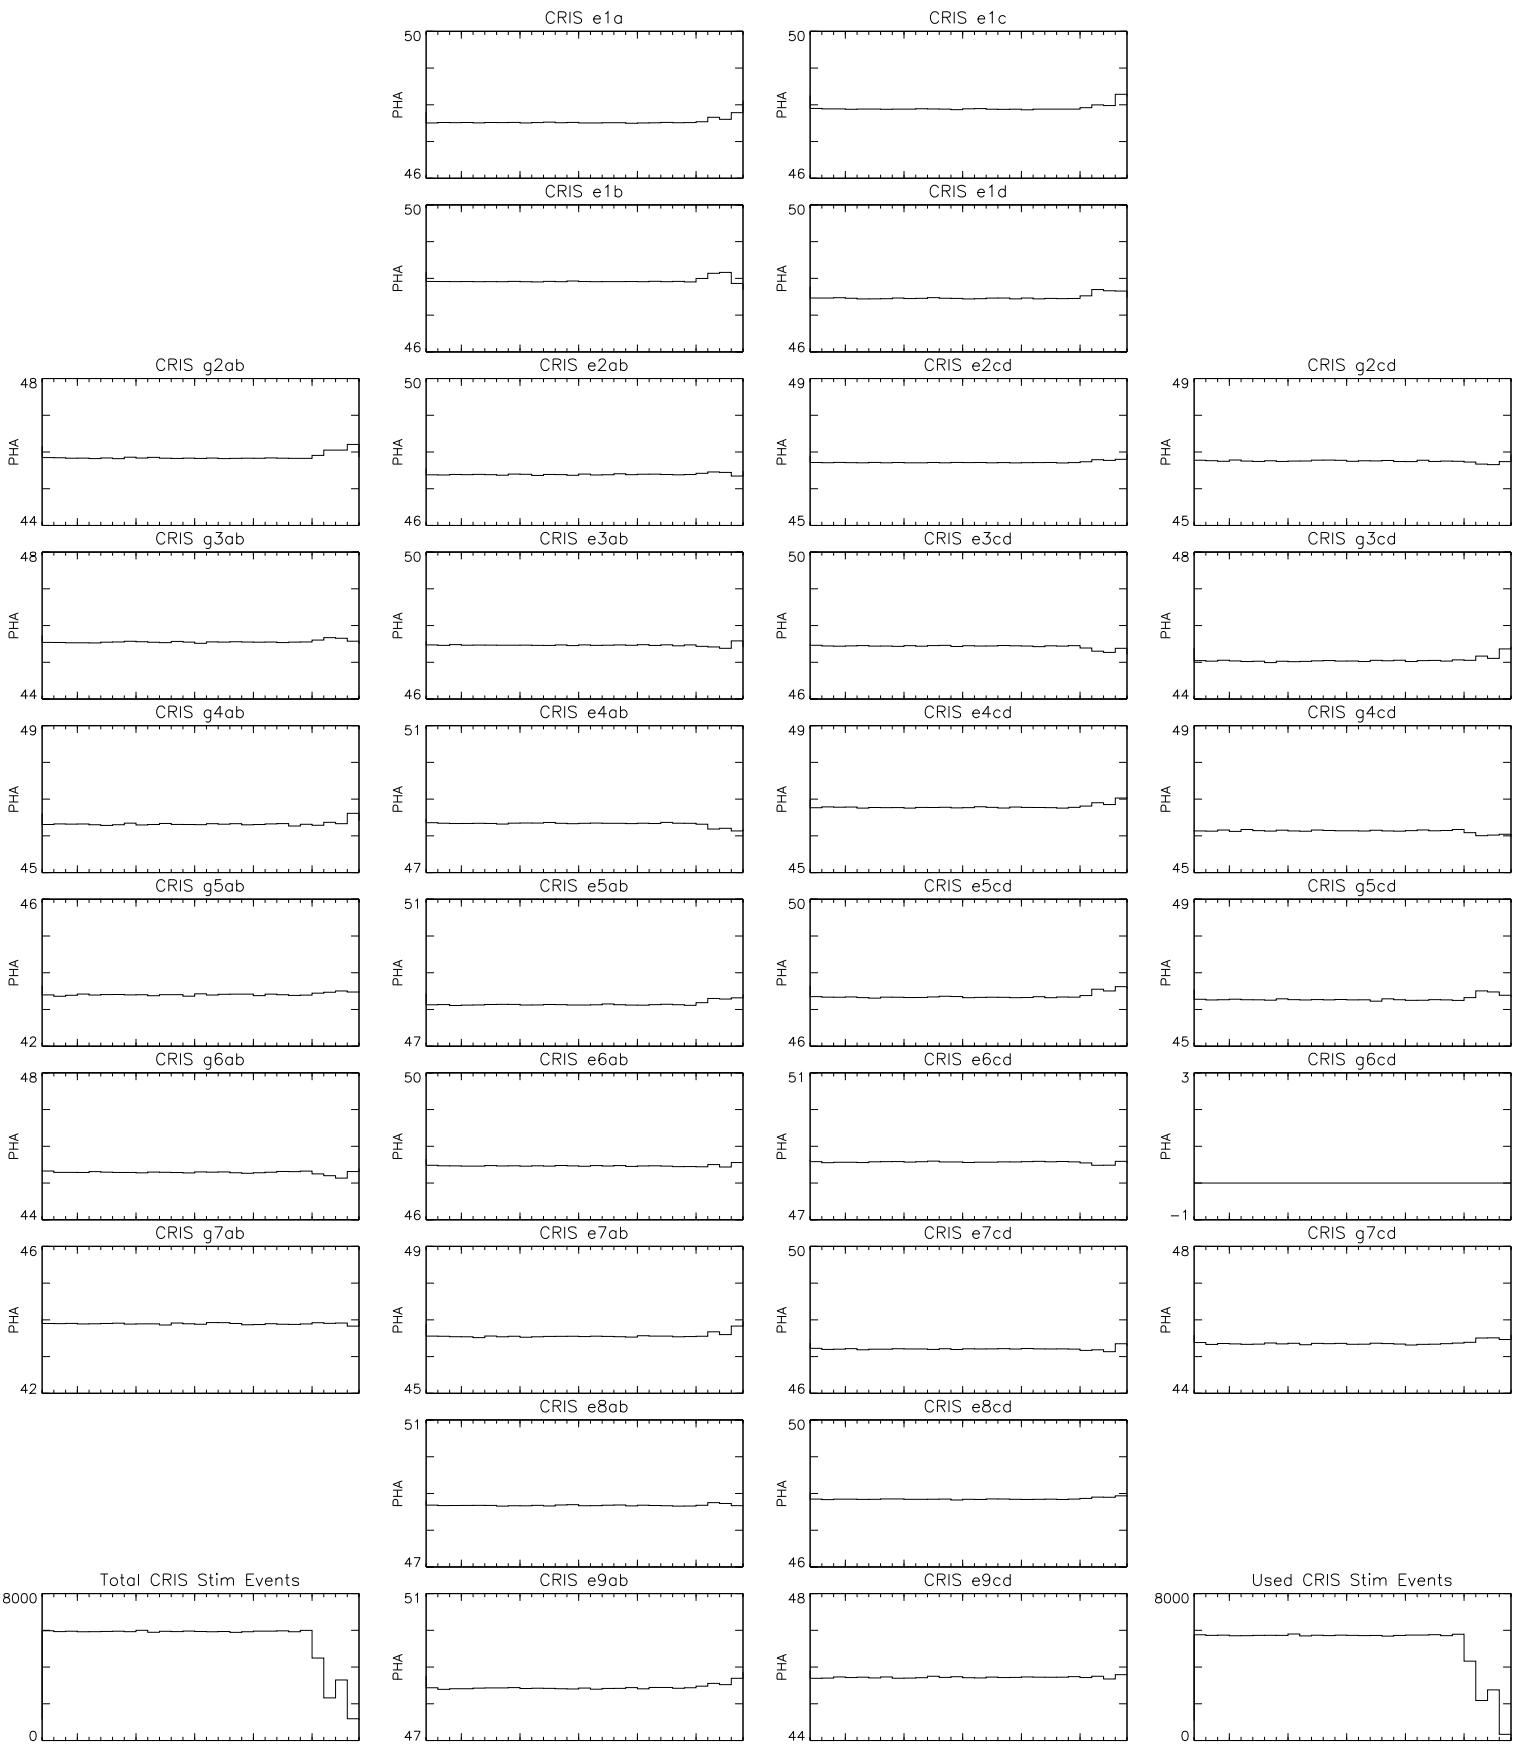 CRIS e1a
CRIS e1c
50
PHA
46
50
PHA
46
CRIS e1b
CRIS e1d
50
PHA
46
50
PHA
46
CRIS g2ab
CRIS e2ab
CRIS e2cd
CRIS g2cd
48
PHA
44
50
PHA
46
49
PHA
45
49
PHA
45
CRIS g3ab
CRIS e3ab
CRIS e3cd
CRIS g3cd
48
PHA
44
50
PHA
46
50
PHA
46
48
PHA
44
CRIS g4ab
CRIS e4ab
CRIS e4cd
CRIS g4cd
49
PHA
45
51
PHA
47
49
PHA
45
49
PHA
45
CRIS g5ab
CRIS e5ab
CRIS e5cd
CRIS g5cd
46
PHA
42
51
PHA
47
50
PHA
46
49
PHA
45
CRIS g6ab
CRIS e6ab
CRIS e6cd
CRIS g6cd
48
PHA
44
50
PHA
46
51
PHA
47
3
PHA
-1
CRIS g7ab
CRIS e7ab
CRIS e7cd
CRIS g7cd
46
PHA
42
49
PHA
45
50
PHA
46
48
PHA
44
CRIS e8ab
CRIS e8cd
51
PHA
47
50
PHA
46
Total CRIS Stim Events
CRIS e9ab
CRIS e9cd
Used CRIS Stim Events
8000
0
51
PHA
47
48
PHA
44
8000
0